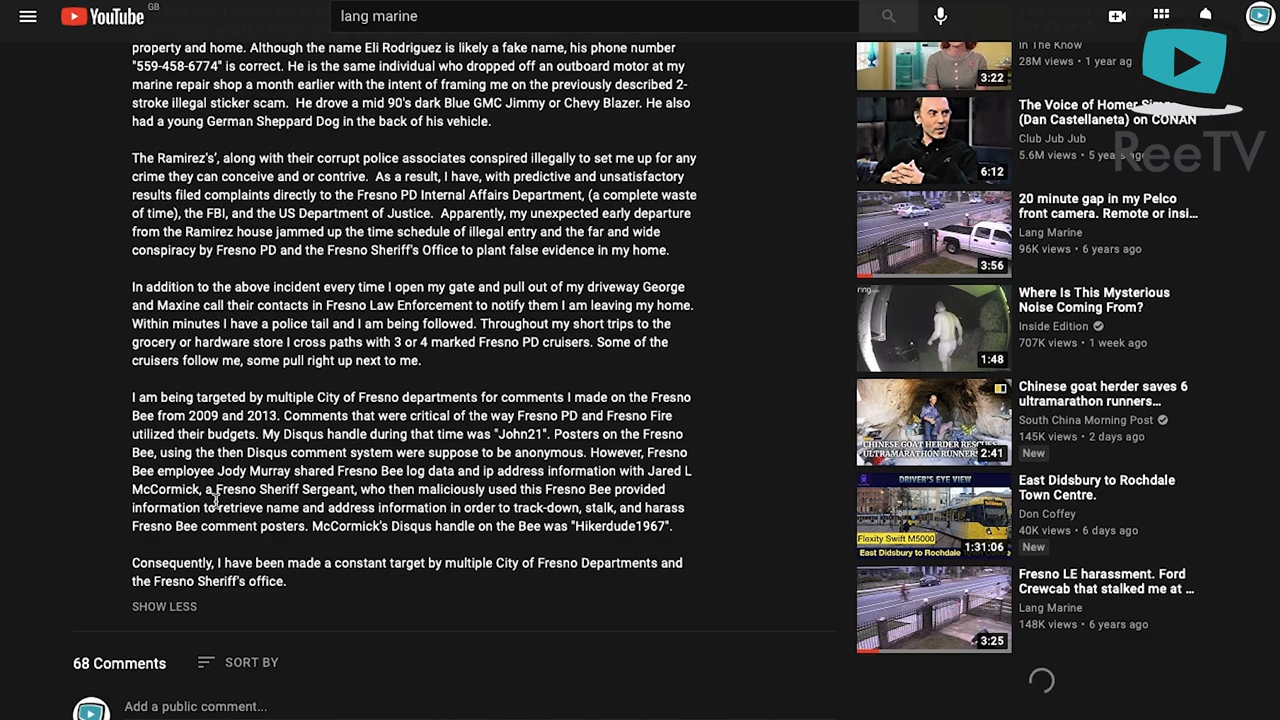 YouTube GB
lang marine
property and home. Although the name Eli Rodriguez is likely a fake name, his phone number
"559-458-6774" is correct. He is the same individual who dropped off an outboard motor at my
marine repair shop a month earlier with the intent of framing me on the previously described 2-
stroke illegal sticker scam. He drove a mid 90's dark Blue GMC Jimmy or Chevy Blazer. He also
had a young German Sheppard Dog in the back of his vehicle.
The Ramirez's', along with their corrupt police associates conspired illegally to set me up for any
crime they can conceive and or contrive. As a result, I have, with predictive and unsatisfactory
results filed complaints directly to the Fresno PD Internal Affairs Department, (a complete waste
of time), the FBI, and the US Department of Justice. Apparently, my unexpected early departure
from the Ramirez house jammed up the time schedule of illegal entry and the far and wide
conspiracy by Fresno PD and the Fresno Sheriff's Office to plant false evidence in my home.
In addition to the above incident every time I open my gate and pull out of my driveway George
and Maxine call their contacts in Fresno Law Enforcement to notify them I am leaving my home.
Within minutes I have a police tail and I am being followed. Throughout my short trips to the
grocery or hardware store I cross paths with 3 or 4 marked Fresno PD cruisers. Some of the
cruisers follow me, some pull right up next to me.
I am being targeted by multiple City of Fresno departments for comments I made on the Fresno
Bee from 2009 and 2013. Comments that were critical of the way Fresno PD and Fresno Fire
utilized their budgets. My Disqus handle during that time was "John21". Posters on the Fresno
Bee, using the then Disqus comment system were suppose to be anonymous. However, Fresno
Bee employee Jody Murray shared Fresno Bee log data and ip address information with Jared L
McCormick, a Fresno Sheriff Sergeant, who then maliciously used this Fresno Bee provided
information to retrieve name and address information in order to track-down, stalk, and harass
Fresno Bee comment posters. McCormick's Disqus handle on the Bee was "Hikerdude1967".
Consequently, I have been made a constant target by multiple City of Fresno Departments and
the Fresno Sheriff's office.
SHOW LESS
68 Comments
SORT BY
Add a public comment...
In The Know
28M views • 1 year ag
3:22
The Voice of Homer Sim
(Dan Castellaneta) on CONAN
Club Jub Jub
5.6M views • 5 years ago
6:12
20 minute gap in my Pelco
front camera. Remote or insi...
Lang Marine
96K views • 6 years ago
3:56
ring
Where Is This Mysterious
Noise Coming From?
Inside Edition
707K views • 1 week ago
1:48
Chinese goat herder saves 6
ultramarathon runners...
South China Morning Post
145K views • 2 days ago
New
CHINESE GOAT HERDER RESCUES
ULTRAMARATHON RUNNERS
2:41
East Didsbury to Rochdale
Town Centre.
Don Coffey
40K views • 6 days ago
New
DRIVER'S EYE VIEW
Flexity Swift M5000
East Didsbury to Rochdale
1:31:06
Fresno LE harassment. Ford
Crewcab that stalked me at ...
Lang Marine
148K views • 6 years ago
3:25
ReeTV